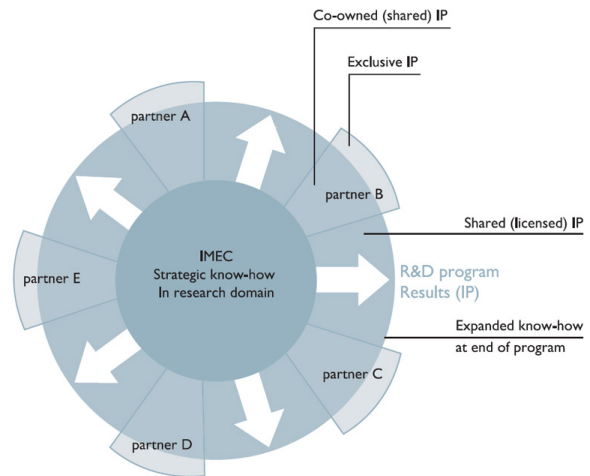 Co-owned (shared) IP
Exclusive IP
partner A
partner B
Shared (licensed) IP
IMEC
Strategic know-how
In research domain
partner E
R&D program
Results (IP)
Expanded know-how
at end of program
partner C
partner D